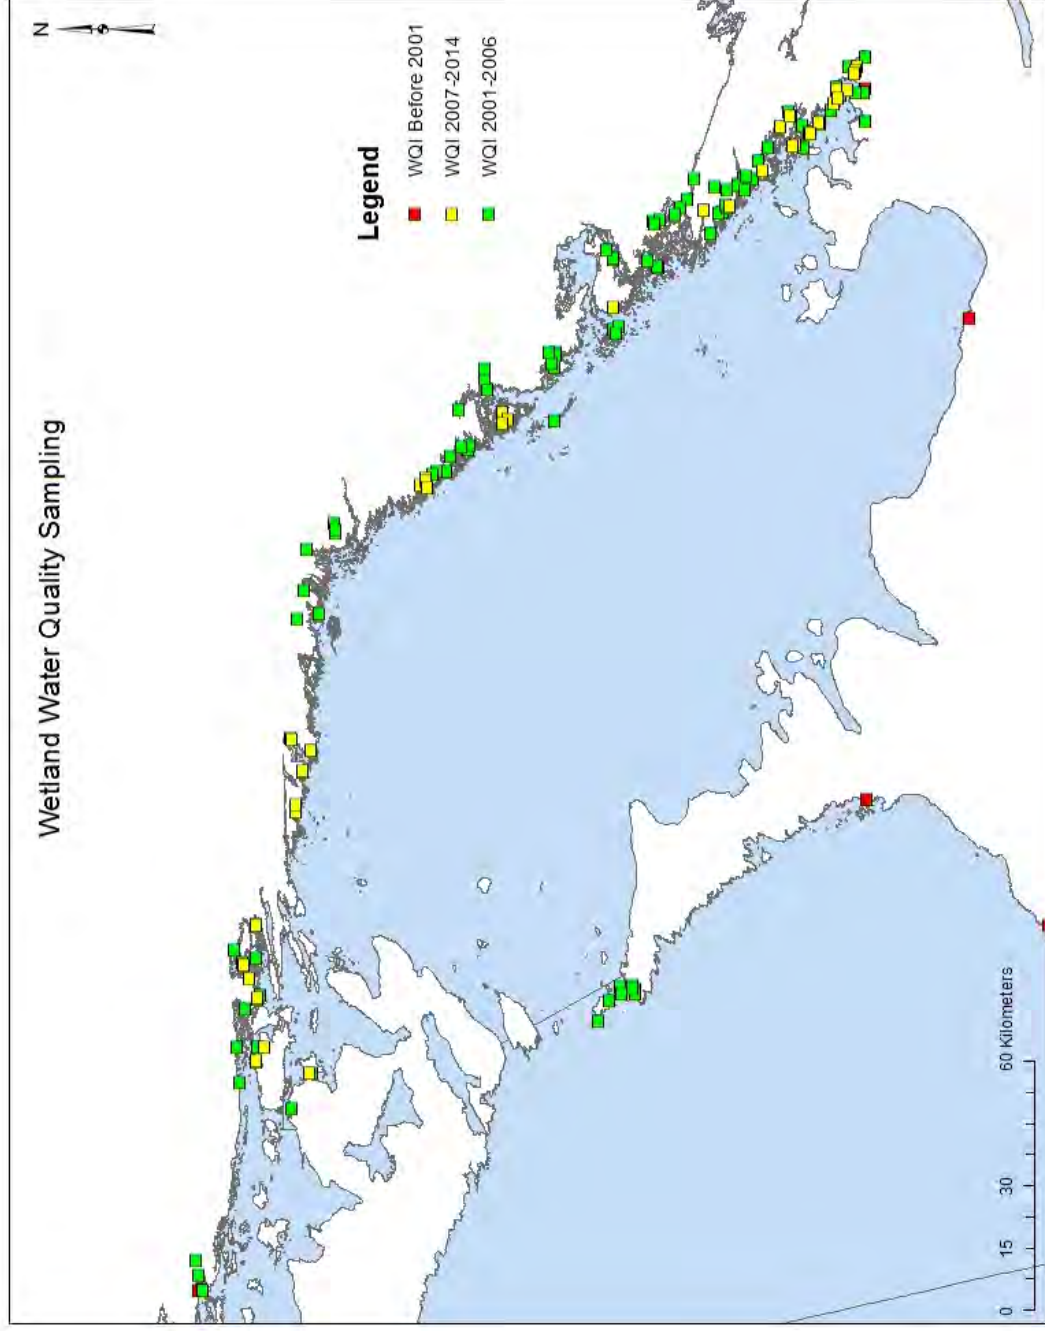 Wetland Water Quality Sampling
N
Legend
WQI Before 2001
WQI 2007-2014
WQI 2001-2006
0 15 30 60 Kilometers